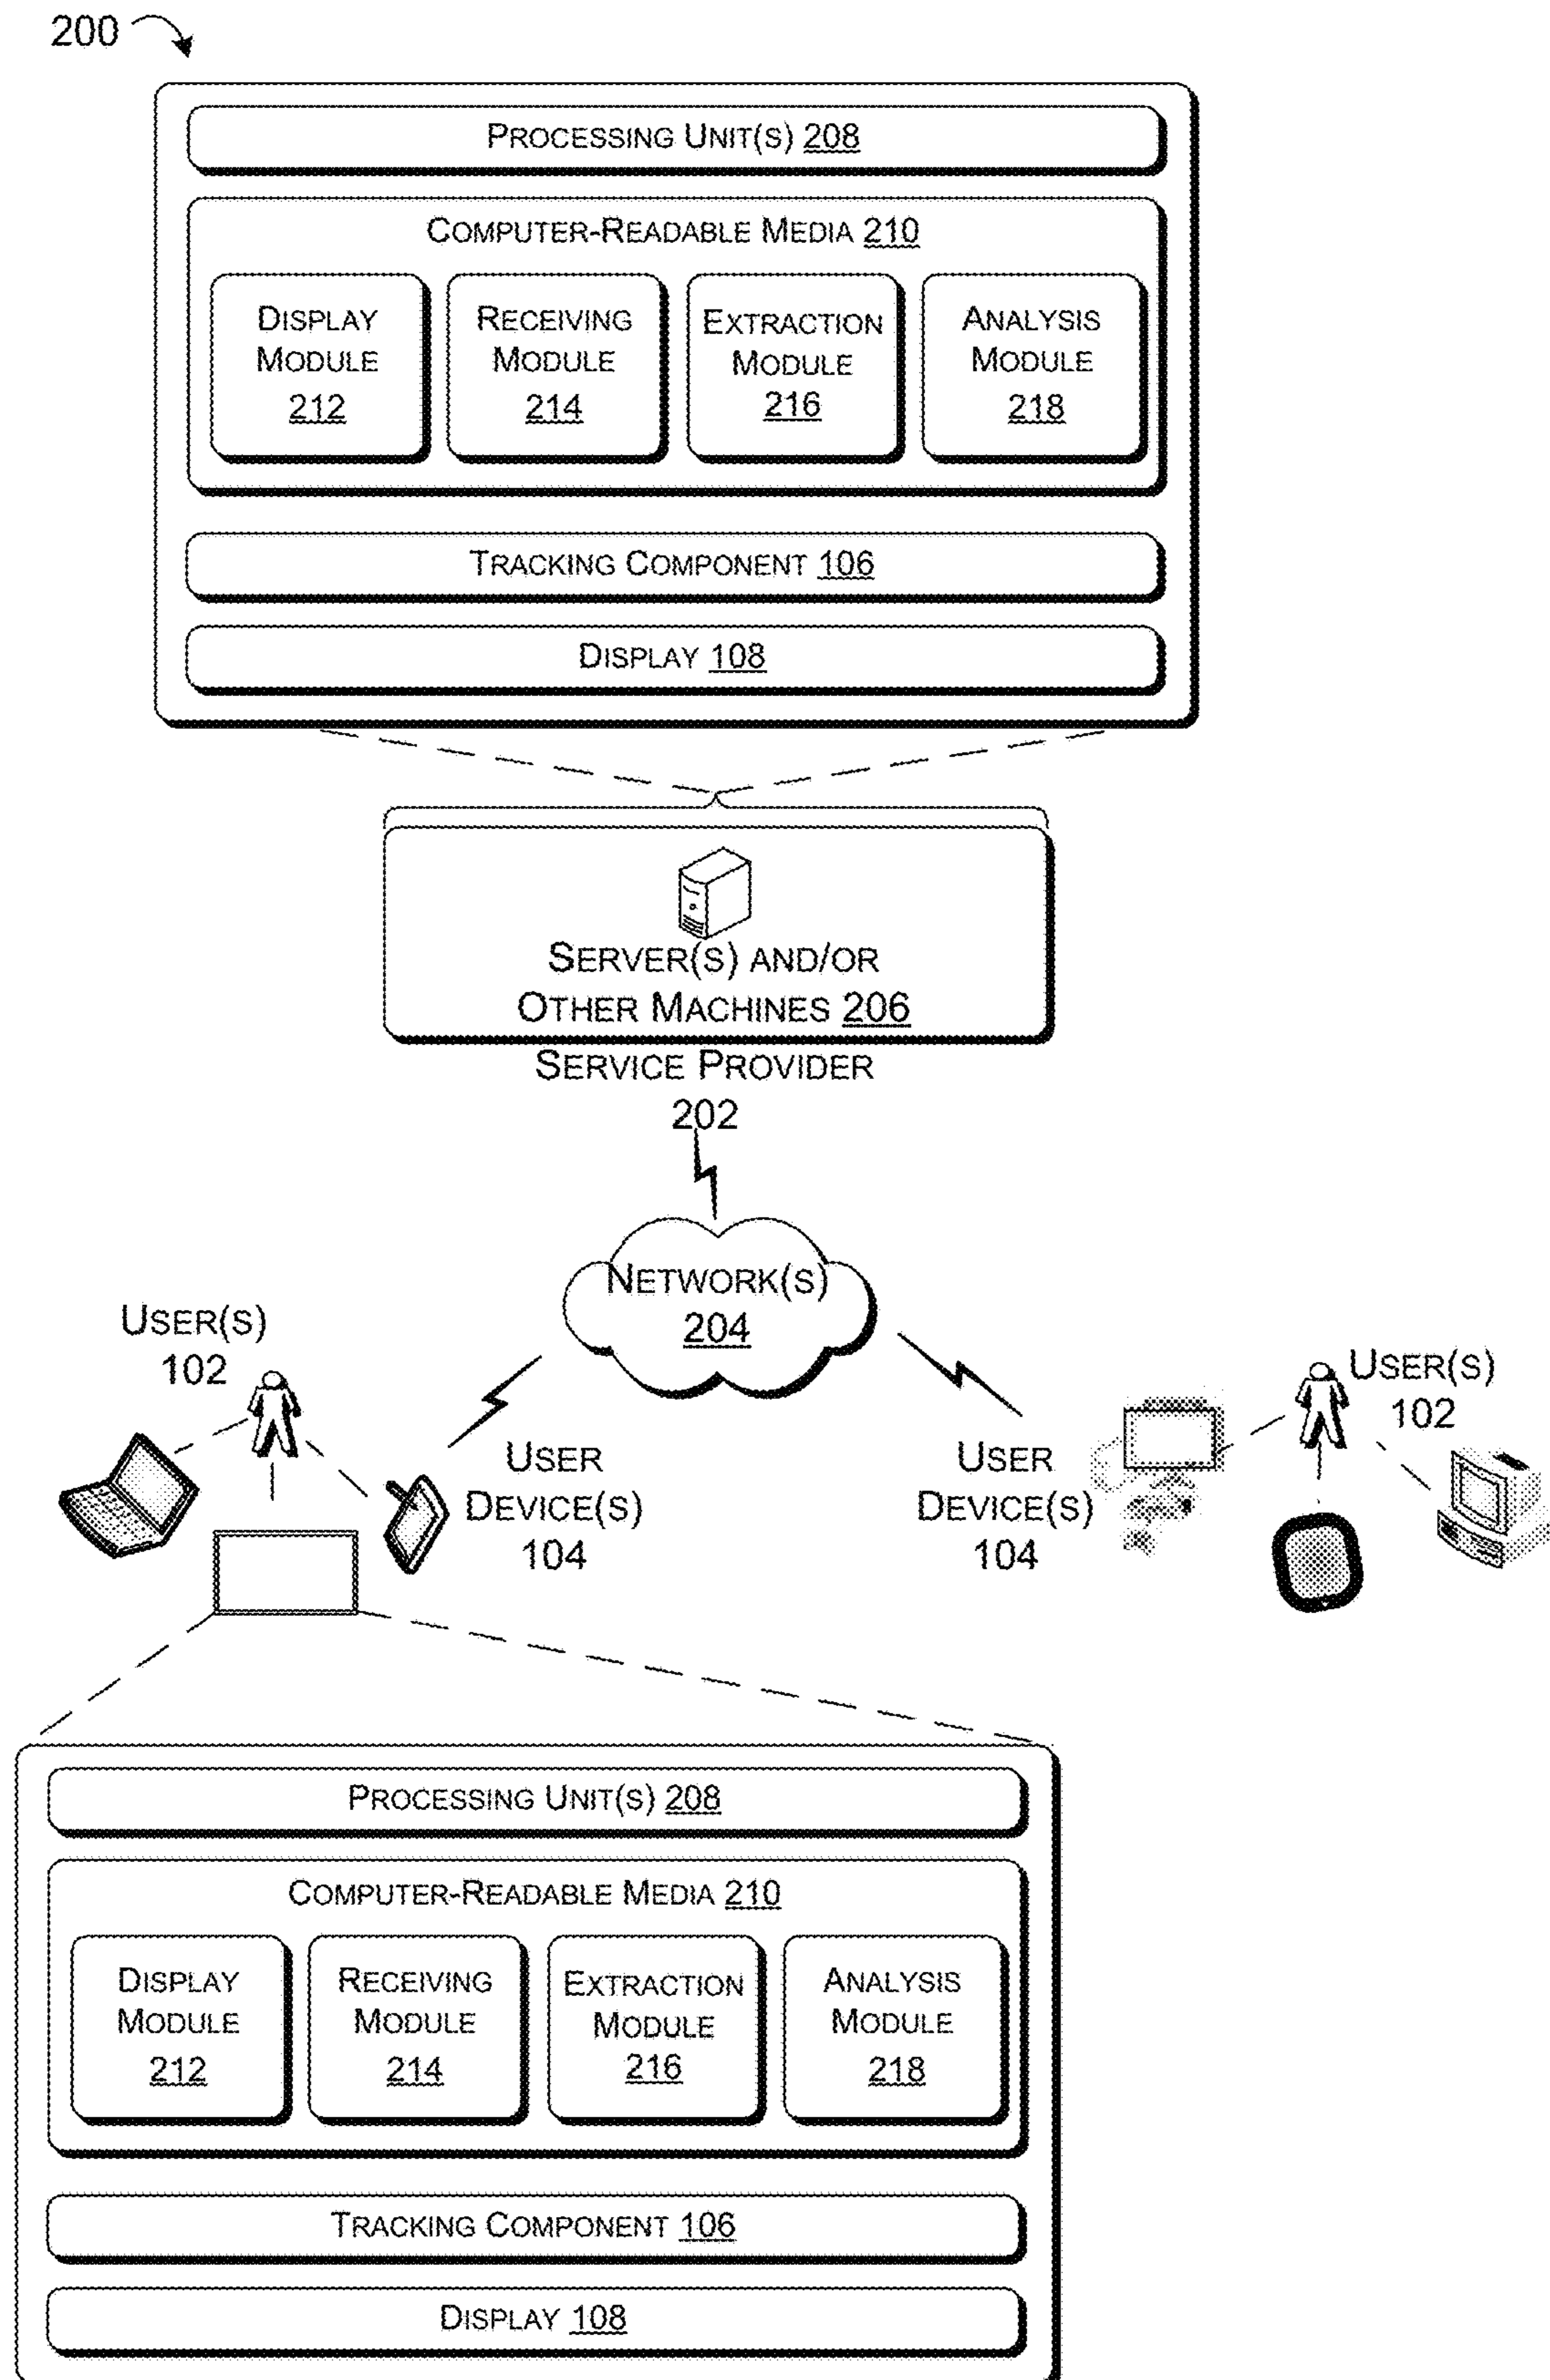 200
PROCESSING UNIT(S) 208
COMPUTER-READABLE MEDIA 210
DISPLAY
MODULE
212
RECEIVING
MODULE
214
EXTRACTION
MODULE
216
ANALYSIS
MODULE
218
TRACKING COMPONENT 106
DISPLAY 108
SERVER(S) AND/OR
OTHER MACHINES 206
SERVICE PROVIDER
202
NETWORK(S)
204
USER(S)
102
USER
DEVICE(S)
104
USER
DEVICE(S)
104
USER(S)
102
PROCESSING UNIT(S) 208
COMPUTER-READABLE MEDIA 210
DISPLAY
MODULE
212
RECEIVING
MODULE
214
EXTRACTION
MODULE
216
ANALYSIS
MODULE
218
TRACKING COMPONENT 106
DISPLAY 108